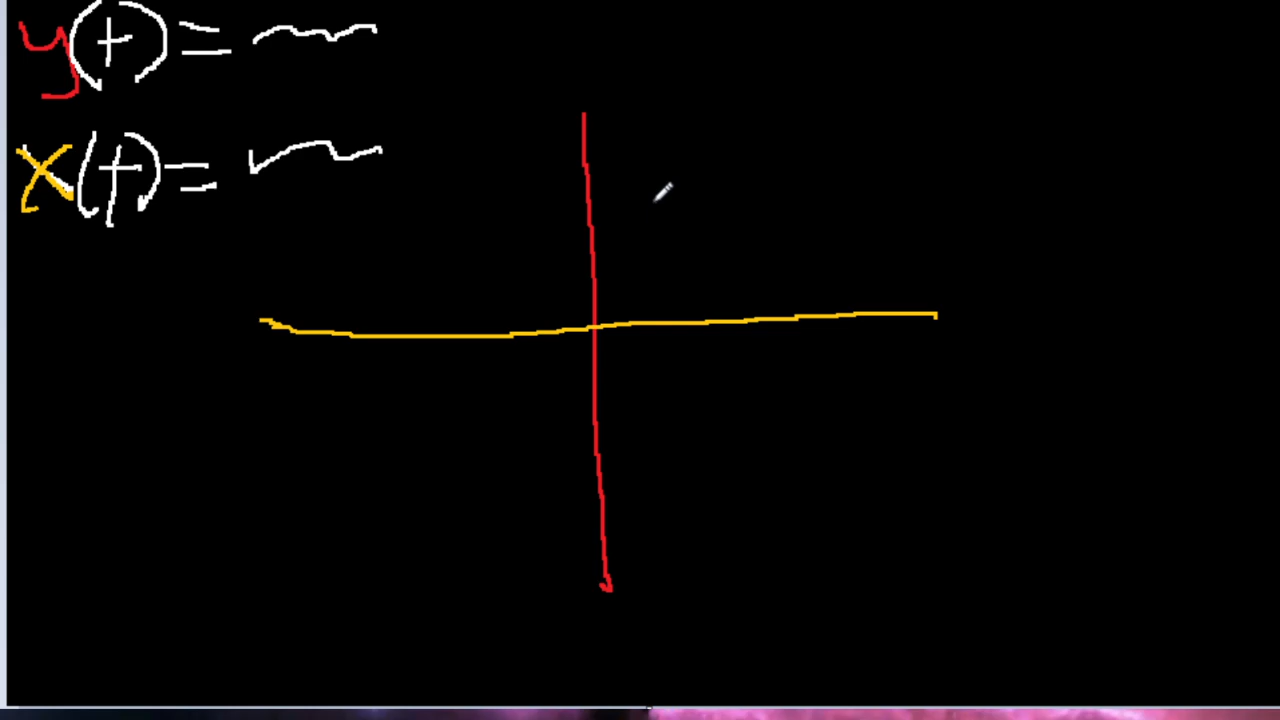 y(t) =
x(t) =